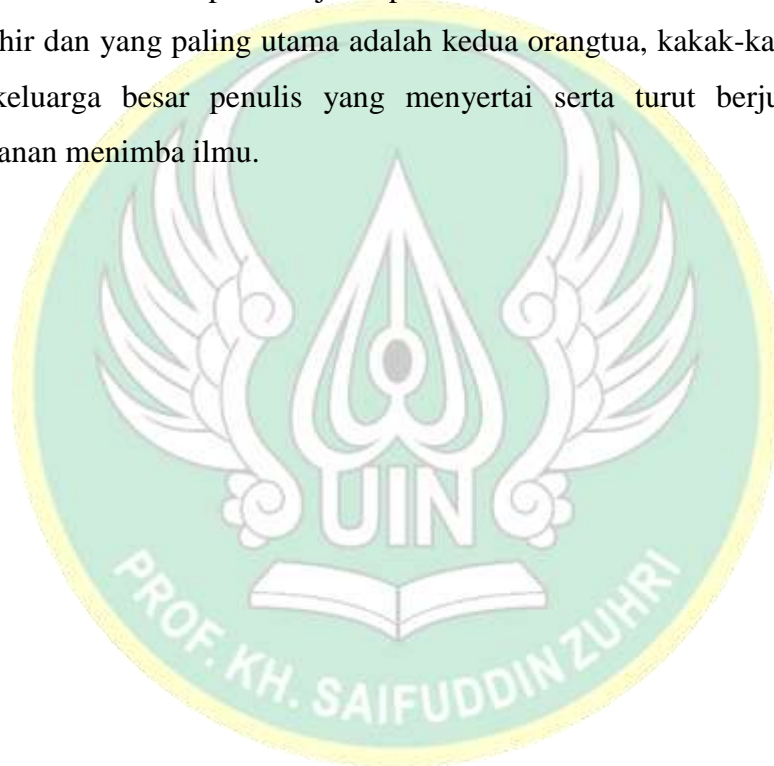 hir dan yang paling utama adalah kedua orangtua, kakak-ka
keluarga besar penulis yang menyertai serta turut berju
anan menimba ilmu.
UIN
PROF. KH. SAIFUDDIN ZUHRI